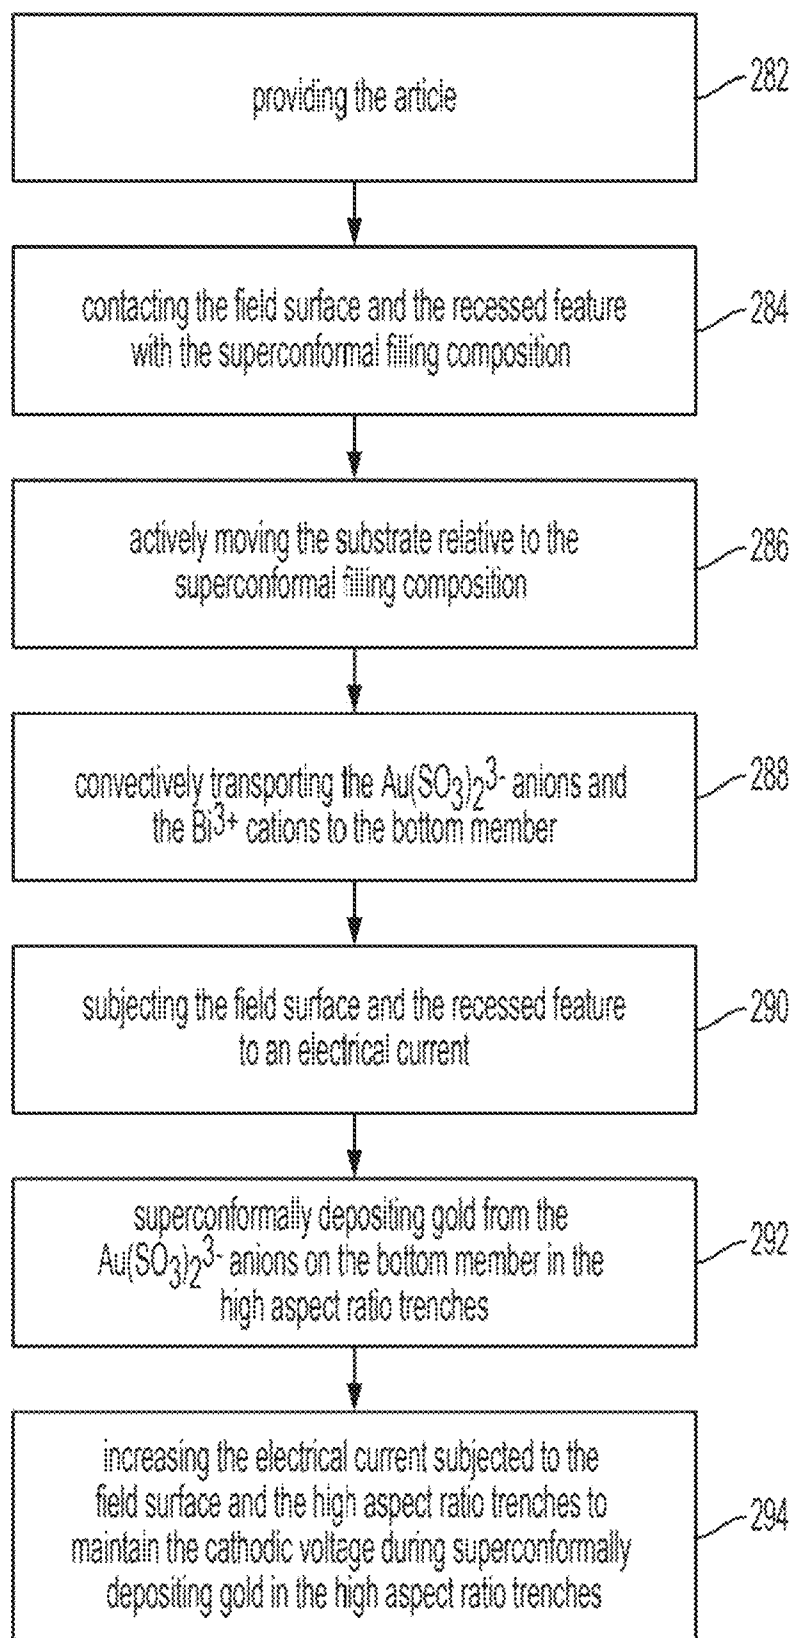 providing the article
282
contacting the field surface and the recessed feature
with the superconformal filling composition
284
actively moving the substrate relative to the
superconformal filling composition
286
convectively transporting the Au(SO3)2 3- anions and
the Bi3+ cations to the bottom member
288
subjecting the field surface and the recessed feature
to an electrical current
290
superconformally depositing gold from the
Au(SO3)2 3- anions on the bottom member in the
high aspect ratio trenches
292
increasing the electrical current subjected to the
field surface and the high aspect ratio trenches to
maintain the cathodic voltage during superconformally
depositing gold in the high aspect ratio trenches
294